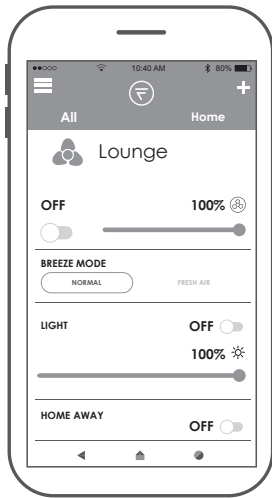 10:40 AM 80%
All Home
Lounge
OFF 100%
BREEZE MODE
NORMAL FRESH AIR
LIGHT OFF
100%
HOME AWAY
OFF